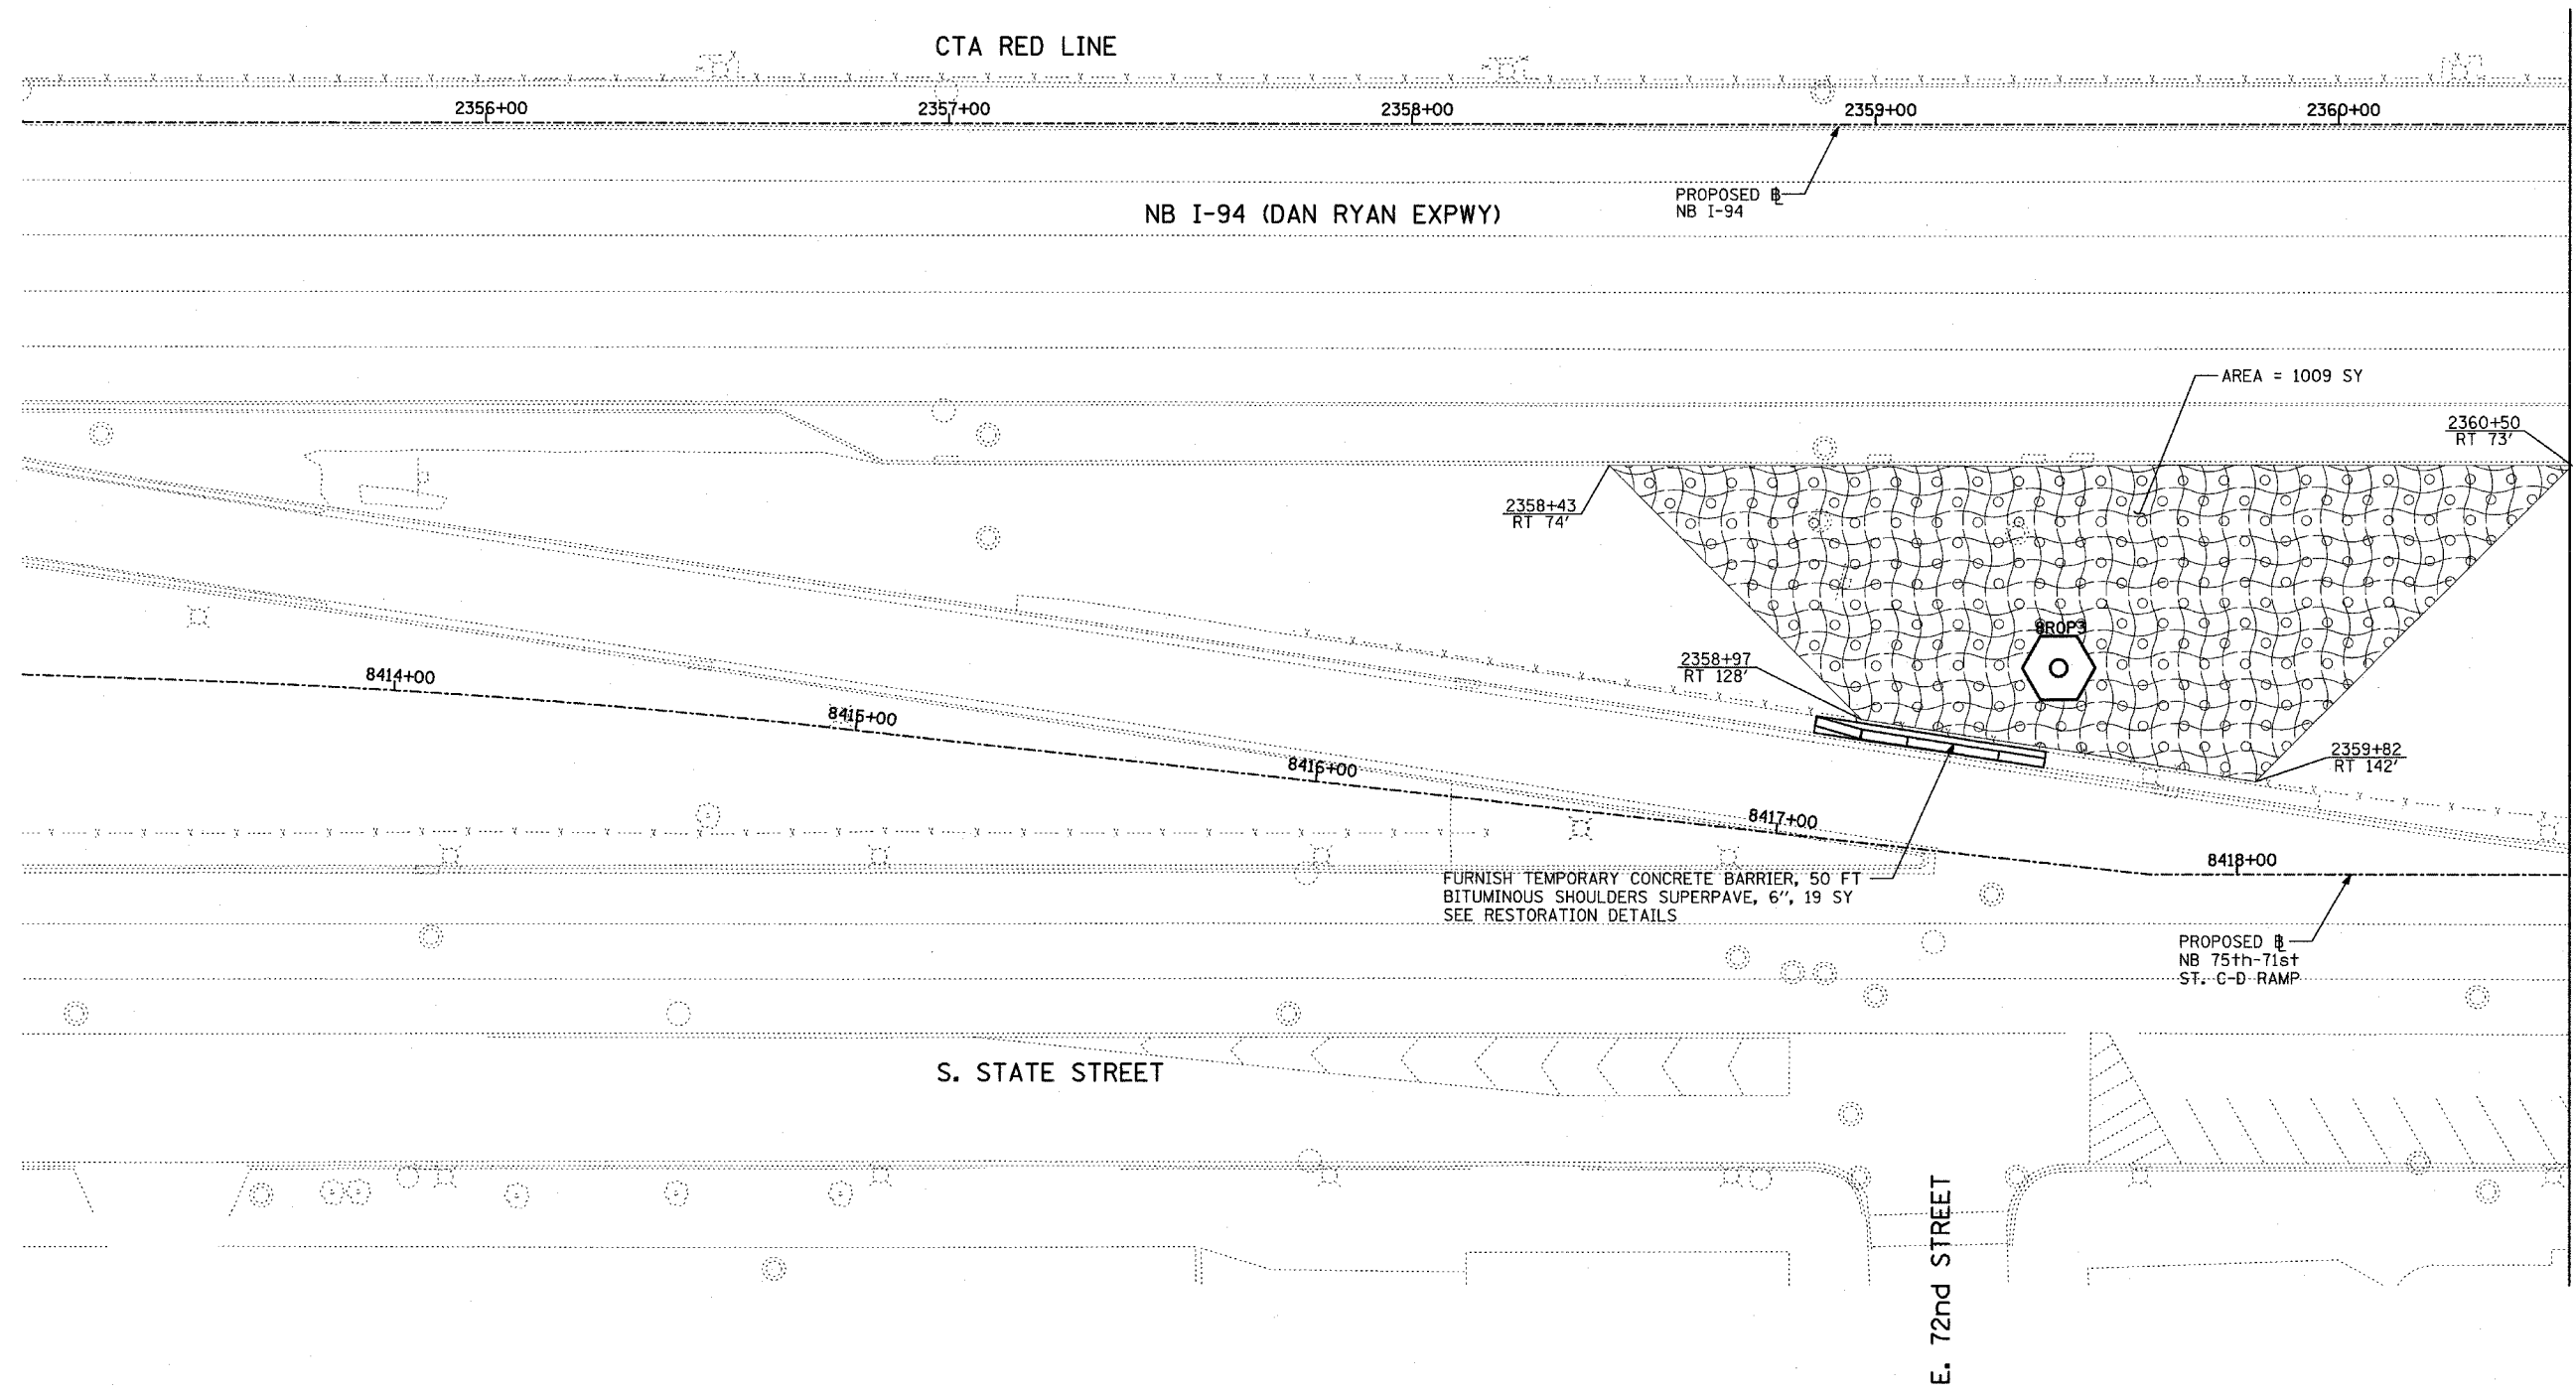 CTA RED LINE
2356+00
2357+00
2358+00
2359+00
2360+00
PROPOSED ℄
NB I-94
NB I-94 (DAN RYAN EXPWY)
AREA = 1009 SY
2360+50
RT 73'
2358+43
RT 74'
8ROP3
2358+97
RT 128'
8414+00
8415+00
8416+00
8417+00
8418+00
2359+82
RT 142'
FURNISH TEMPORARY CONCRETE BARRIER, 50 FT
BITUMINOUS SHOULDERS SUPERPAVE, 6", 19 SY
SEE RESTORATION DETAILS
PROPOSED
NB 75th-71st
ST. C-D RAMP
S. STATE STREET
E. 72nd STREET